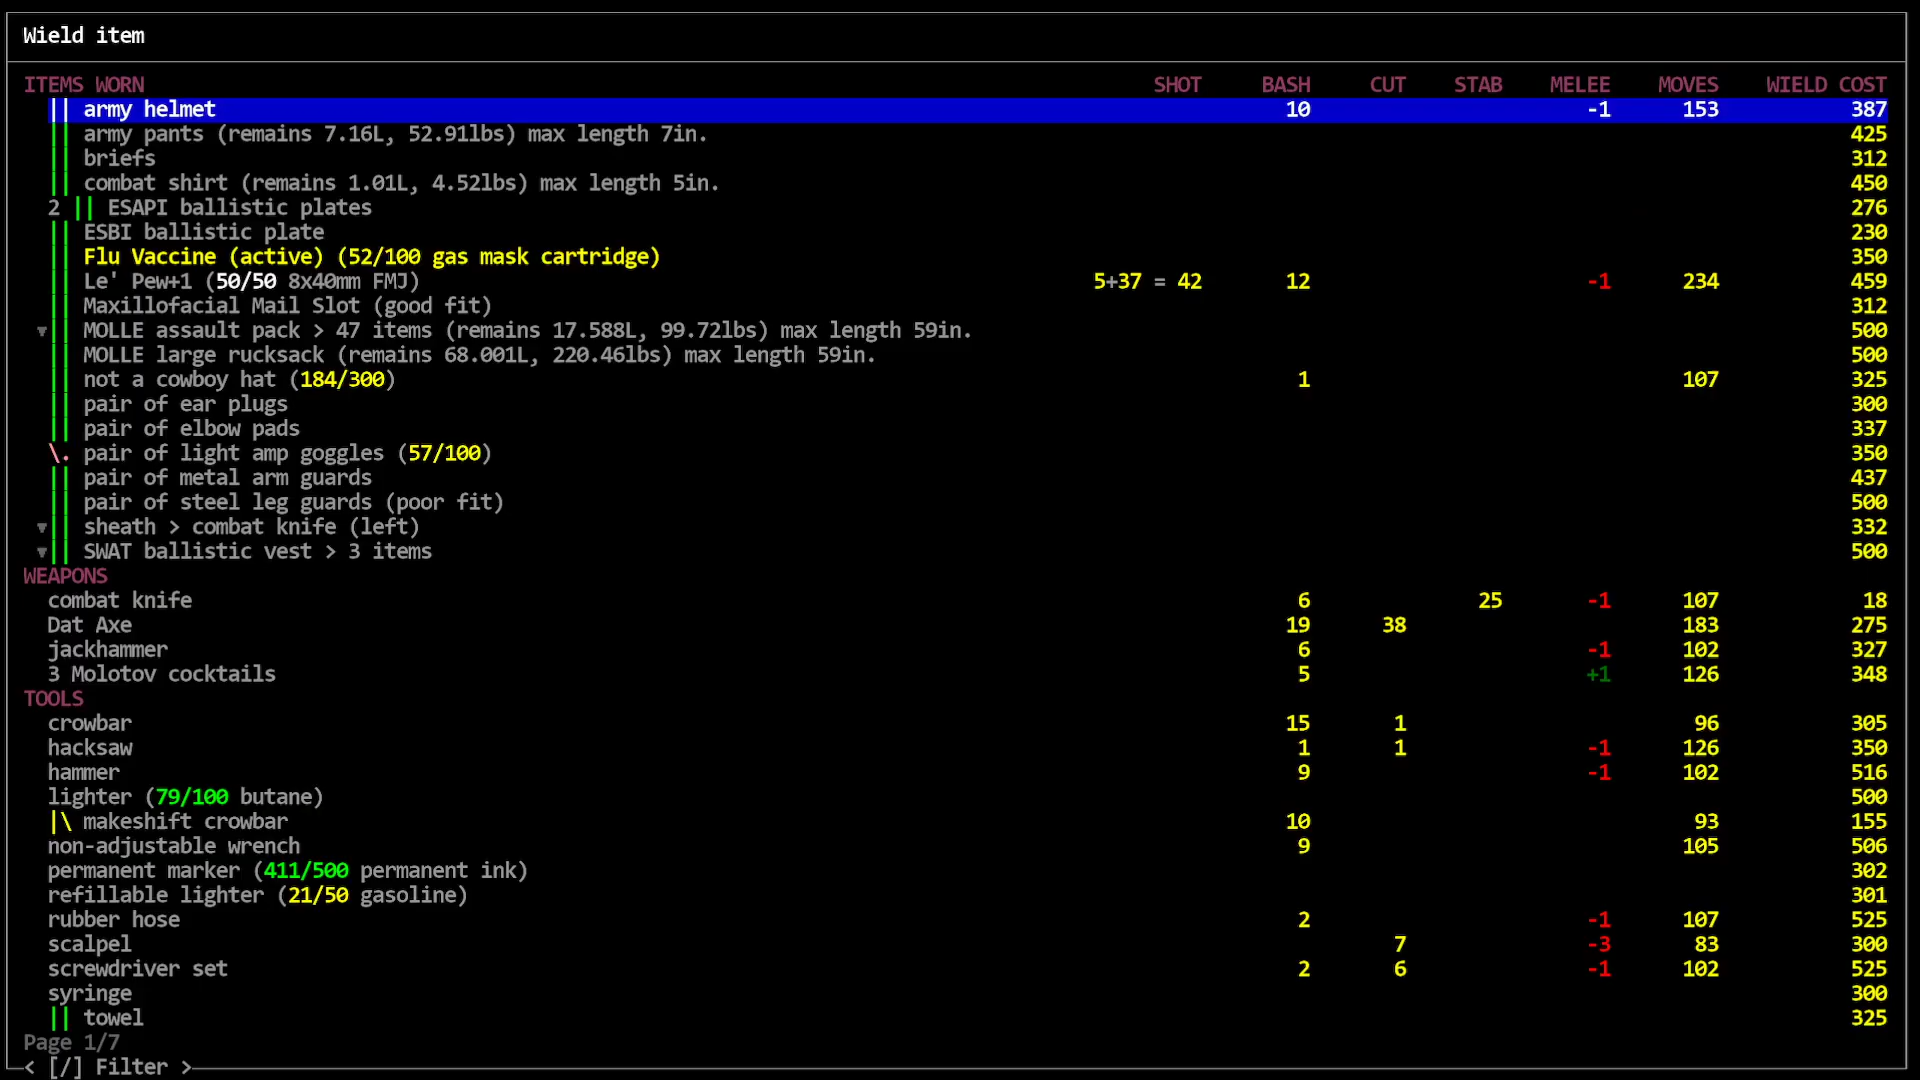 Wield item
ITEMS WORN SHOT BASH CUT STAB MELEE MOVES WIELD COST
|| army helmet 10 -1 153 387
|| army pants (remains 7.16L, 52.91lbs) max length 7in. 425
|| briefs 312
|| combat shirt (remains 1.01L, 4.52lbs) max length 5in. 450
2 || ESAPI ballistic plates 276
|| ESBI ballistic plate 230
|| Flu Vaccine (active) (52/100 gas mask cartridge) 350
|| Le' Pew+1 (50/50 8x40mm FMJ) 5+37 = 42 12 -1 234 459
|| Maxillofacial Mail Slot (good fit) 312
▼|| MOLLE assault pack > 47 items (remains 17.588L, 99.72lbs) max length 59in. 500
|| MOLLE large rucksack (remains 68.001L, 220.46lbs) max length 59in. 500
|| not a cowboy hat (184/300) 1 107 325
|| pair of ear plugs 300
|| pair of elbow pads 337
\. pair of light amp goggles (57/100) 350
|| pair of metal arm guards 437
|| pair of steel leg guards (poor fit) 500
▼|| sheath > combat knife (left) 332
▼|| SWAT ballistic vest > 3 items 500
WEAPONS
combat knife 6 25 -1 107 18
Dat Axe 19 38 183 275
jackhammer 6 -1 102 327
3 Molotov cocktails 5 +1 126 348
TOOLS
crowbar 15 1 96 305
hacksaw 1 1 -1 126 350
hammer 9 -1 102 516
lighter (79/100 butane) 500
|\ makeshift crowbar 10 93 155
non-adjustable wrench 9 105 506
permanent marker (411/500 permanent ink) 302
refillable lighter (21/50 gasoline) 301
rubber hose 2 -1 107 525
scalpel 7 -3 83 300
screwdriver set 2 6 -1 102 525
syringe 300
|| towel 325
Page 1/7
< [/] Filter >